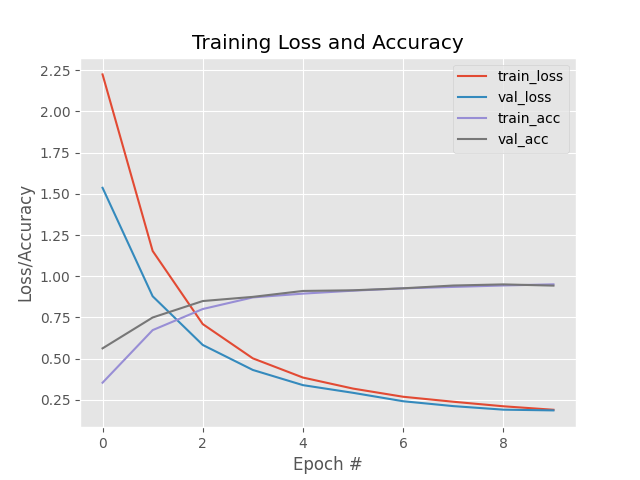 Training Loss and Accuracy
train_loss
val_loss
train_acc
val_acc
Loss/Accuracy
2.25
2.00
1.75
1.50
1.25
1.00
0.75
0.50
0.25
0 2 4 6 8
Epoch #